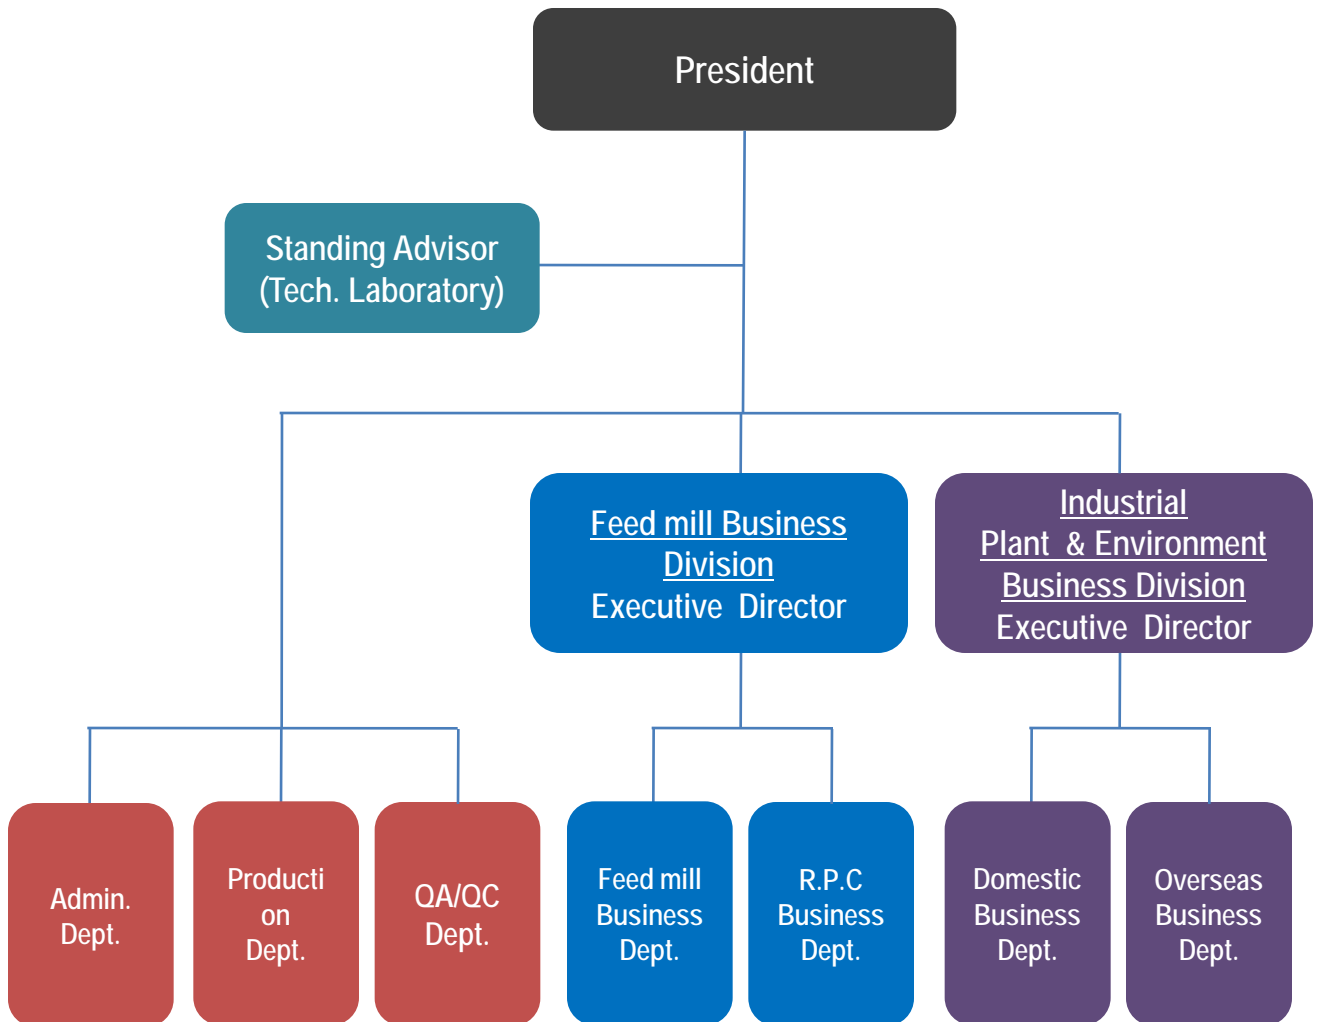 President
Standing Advisor
(Tech. Laboratory)
Feed mill Business
Division
Executive  Director
Industrial
Plant  & Environment
Business Division
Executive  Director
Admin.
Dept.
Producti
on
Dept.
QA/QC
Dept.
Feed mill
Business
Dept.
R.P.C
Business
Dept.
Domestic
Business
Dept.
Overseas
Business
Dept.